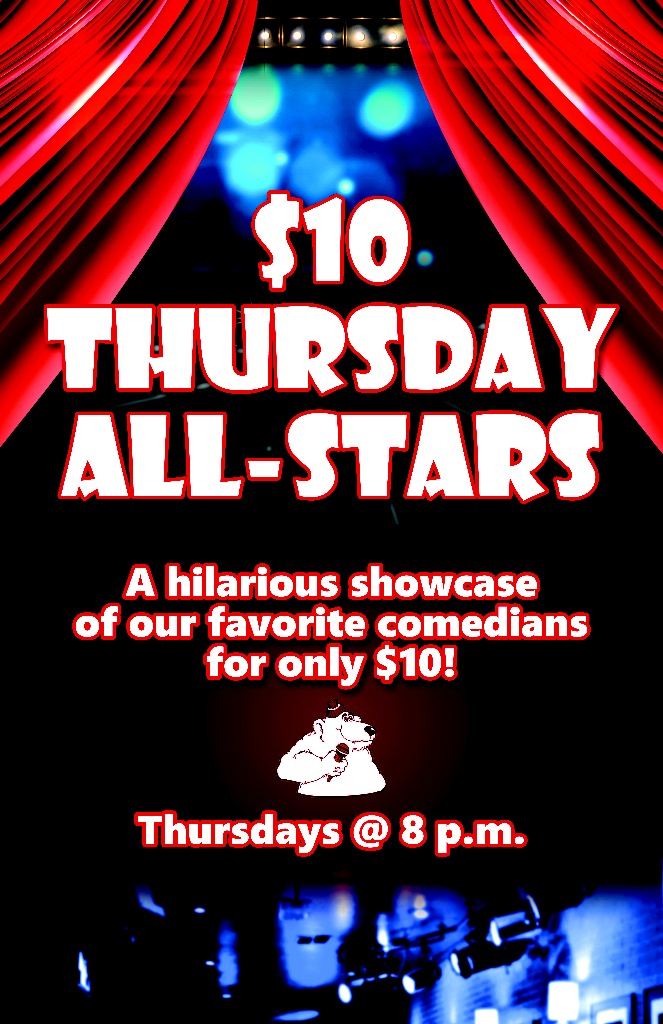 $10
THURSDAY
ALL-STARS
A hilarious showcase
of our favorite comedians
for only $10!
Thursdays @ 8 p.m.